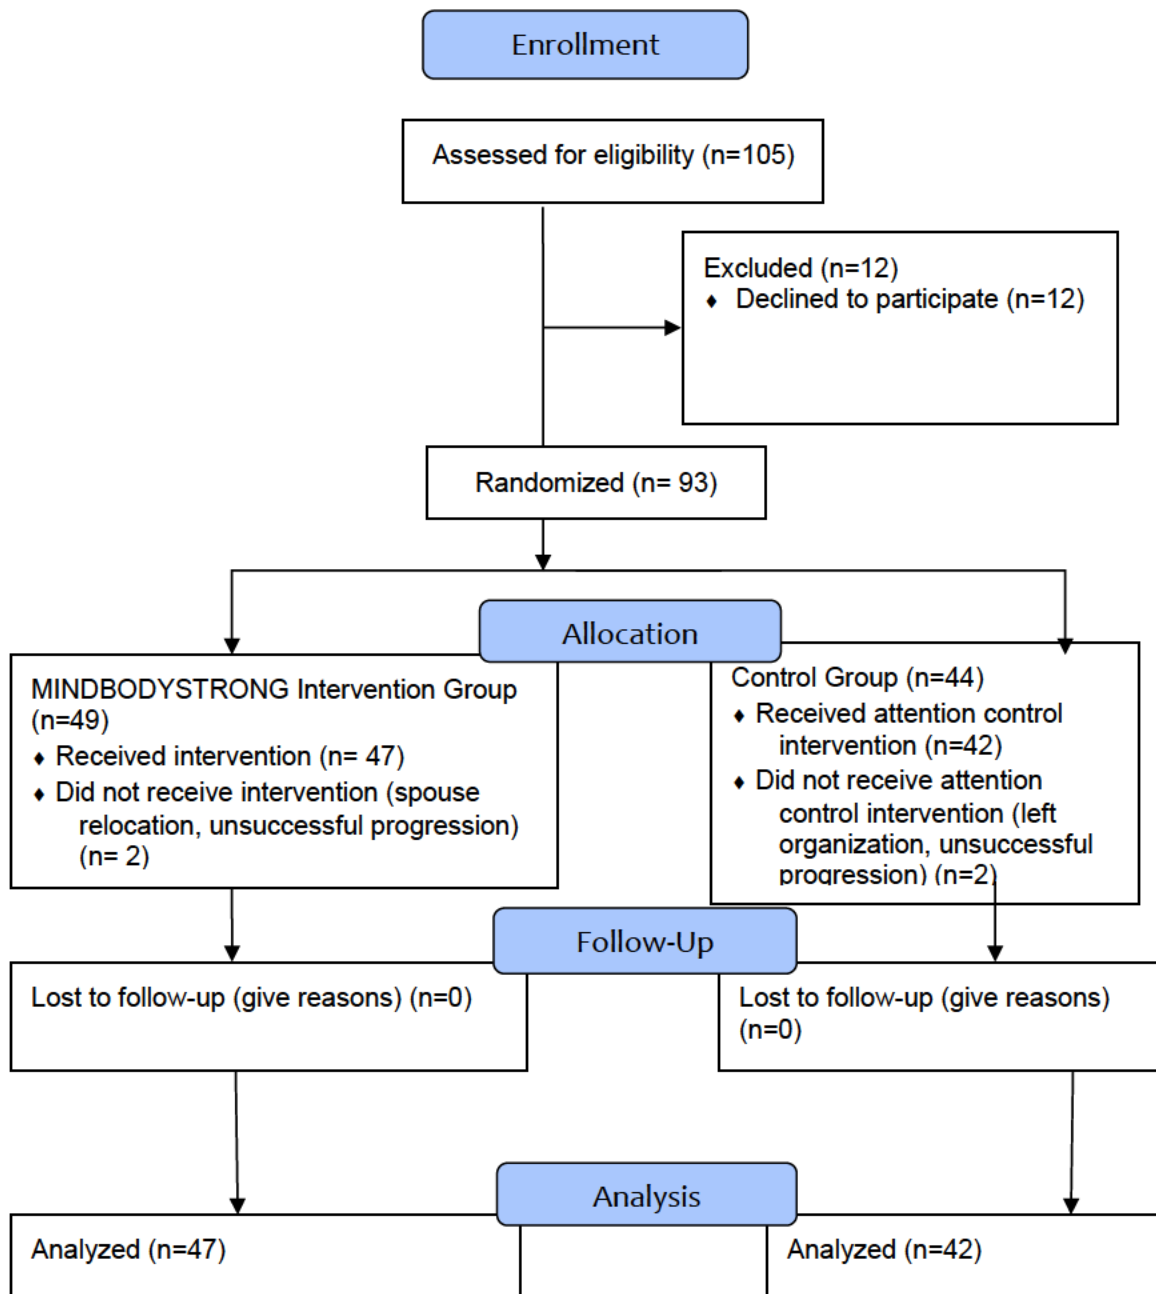 Enrollment
Assessed for eligibility (n=105)
Excluded (n=12)
♦ Declined to participate (n=12)
Randomized (n= 93)
Allocation
MINDBODYSTRONG Intervention Group
(n=49)
♦ Received intervention (n= 47)
♦ Did not receive intervention (spouse
relocation, unsuccessful progression)
(n= 2)
Control Group (n=44)
♦ Received attention control
intervention (n=42)
♦ Did not receive attention
control intervention (left
organization, unsuccessful
progression) (n=2)
Follow-Up
Lost to follow-up (give reasons) (n=0)
Lost to follow-up (give reasons)
(n=0)
Analysis
Analyzed (n=47)
Analyzed (n=42)